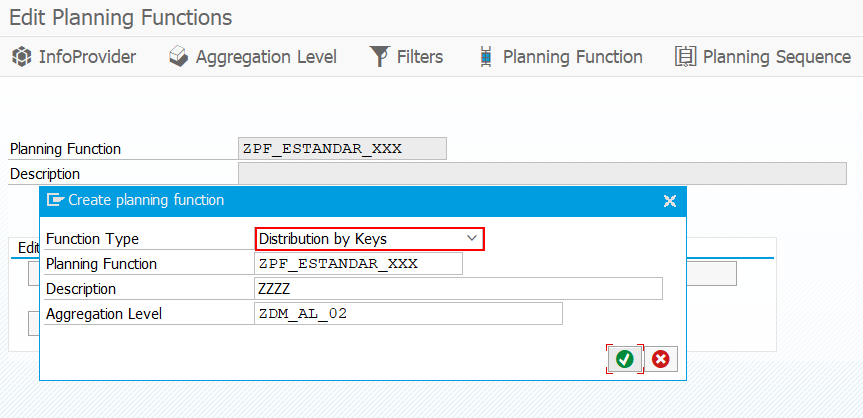 Edit Planning Functions
InfoProvider Aggregation Level Filters Planning Function Planning Sequence
Planning Function ZPF_ESTANDAR_XXX
Description
Create planning function
Function Type Distribution by Keys
Edi
Planning Function ZPF_ESTANDAR_XXX
Description ZZZZ
Aggregation Level ZDM_AL_02